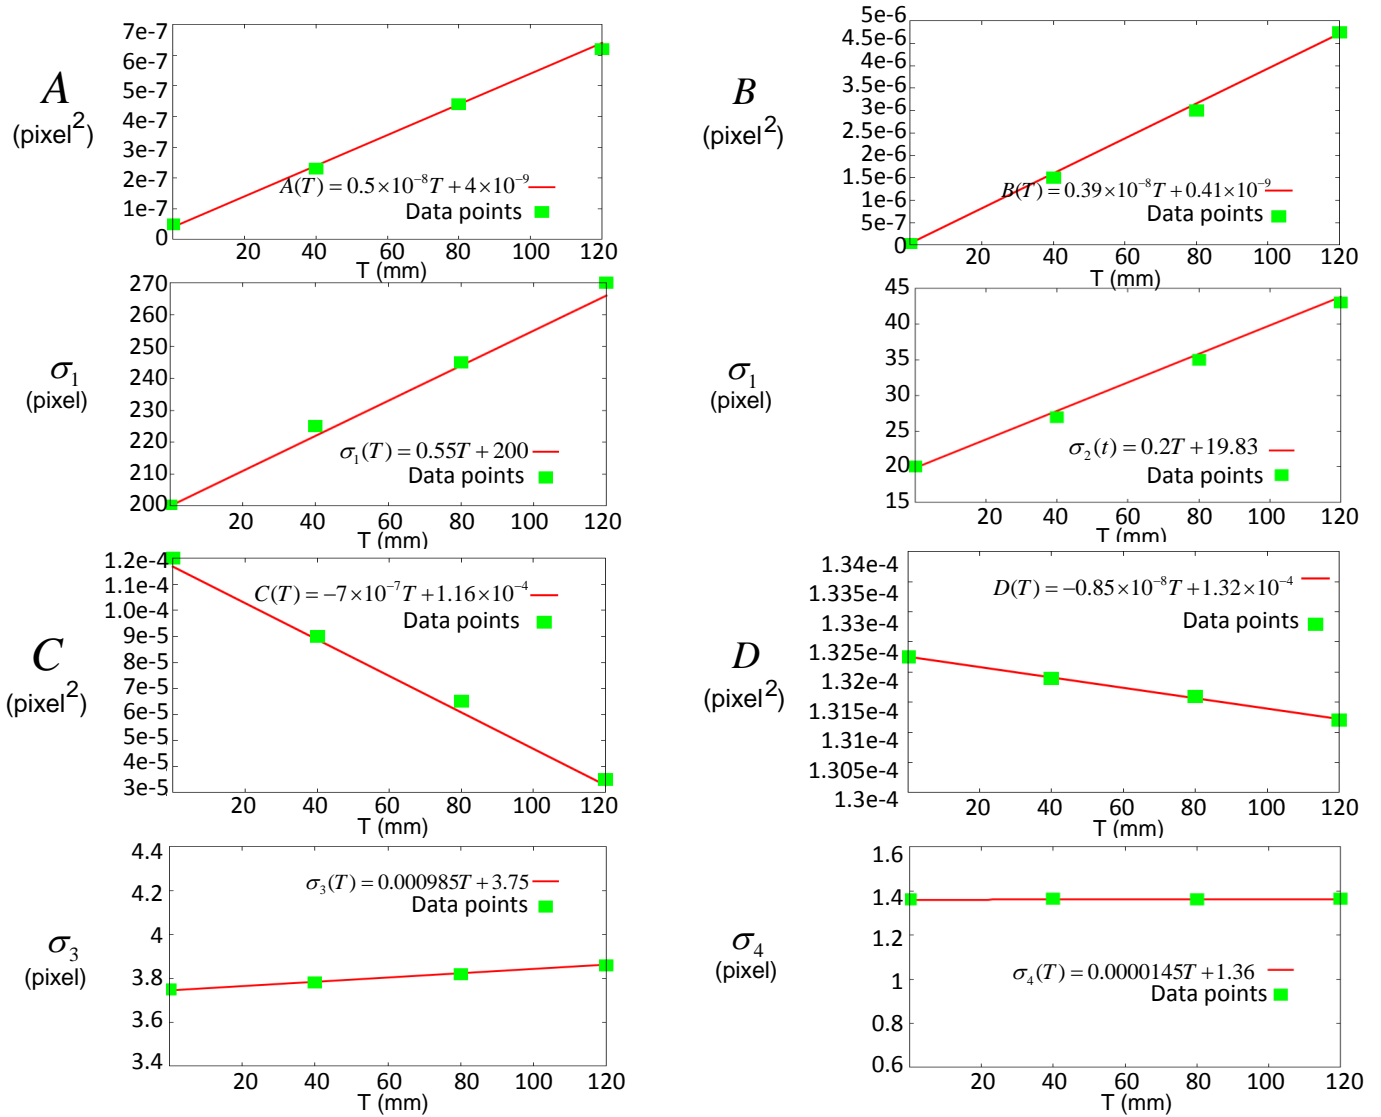 A
(pixel²)
7e-7
6e-7
5e-7
4e-7
3e-7
2e-7
1e-7
0
A(T) = 0.5×10⁻⁸T + 4×10⁻⁹
Data points
20 40 60 80 100 120
T (mm)
B
(pixel²)
5e-6
4.5e-6
4e-6
3.5e-6
3e-6
2.5e-6
2e-6
1.5e-6
1e-6
5e-7
0
B(T) = 0.39×10⁻⁸T + 0.41×10⁻⁹
Data points
20 40 60 80 100 120
T (mm)
σ₁
(pixel)
270
260
250
240
230
220
210
200
σ₁(T) = 0.55T + 200
Data points
20 40 60 80 100 120
T (mm)
σ₁
(pixel)
45
40
35
30
25
20
15
σ₂(t) = 0.2T + 19.83
Data points
20 40 60 80 100 120
T (mm)
C
(pixel²)
1.2e-4
1.1e-4
1.0e-4
9e-5
8e-5
7e-5
6e-5
5e-5
4e-5
3e-5
C(T) = −7×10⁻⁷T + 1.16×10⁻⁴
Data points
20 40 60 80 100 120
T (mm)
D
(pixel²)
1.34e-4
1.335e-4
1.33e-4
1.325e-4
1.32e-4
1.315e-4
1.31e-4
1.305e-4
1.3e-4
D(T) = −0.85×10⁻⁸T + 1.32×10⁻⁴
Data points
20 40 60 80 100 120
T (mm)
σ₃
(pixel)
4.4
4.2
4
3.8
3.6
3.4
σ₃(T) = 0.000985T + 3.75
Data points
20 40 60 80 100 120
T (mm)
σ₄
(pixel)
1.6
1.4
1.2
1
0.8
0.6
σ₄(T) = 0.0000145T + 1.36
Data points
20 40 60 80 100 120
T (mm)